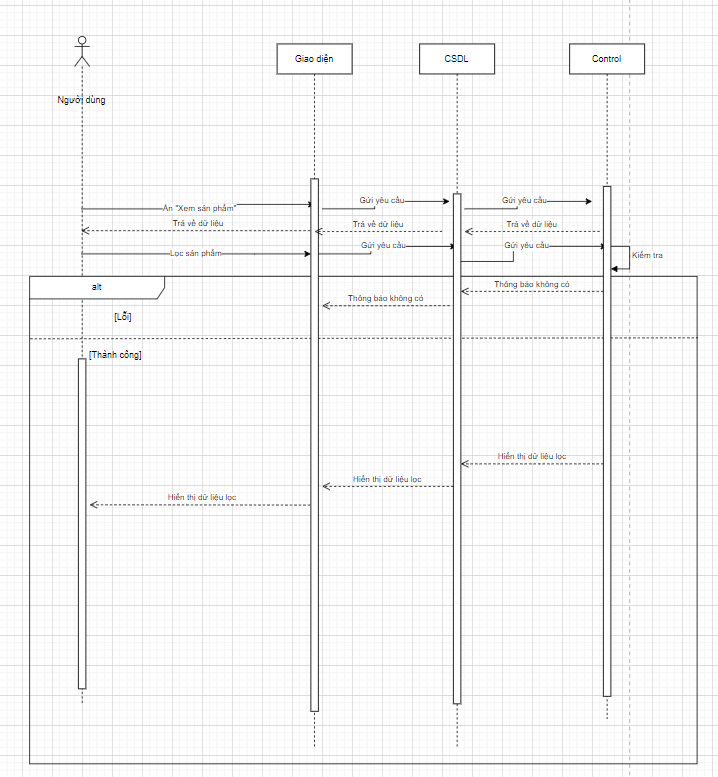 Giao diện
CSDL
Control
Người dùng
Gửi yêu cầu
Gửi yêu cầu
Ấn "Xem sản phẩm"
Trả về dữ liệu
Trả về dữ liệu
Trả về dữ liệu
Lọc sản phẩm
Gửi yêu cầu
Gửi yêu cầu
Kiểm tra
alt
Thông báo không có
Thông báo không có
[Lỗi]
[Thành công]
Hiển thị dữ liệu lọc
Hiển thị dữ liệu lọc
Hiển thị dữ liệu lọc